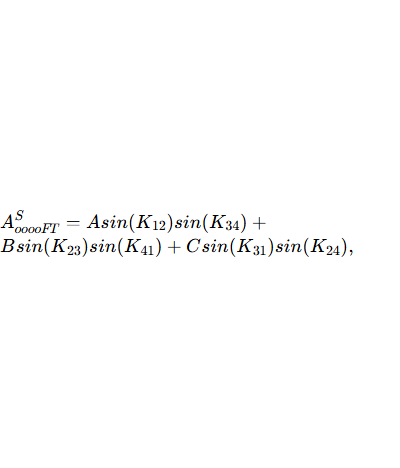 A^S_{ooooFT} = Asin(K_{12})sin(K_{34}) +
Bsin(K_{23})sin(K_{41}) + Csin(K_{31})sin(K_{24}),